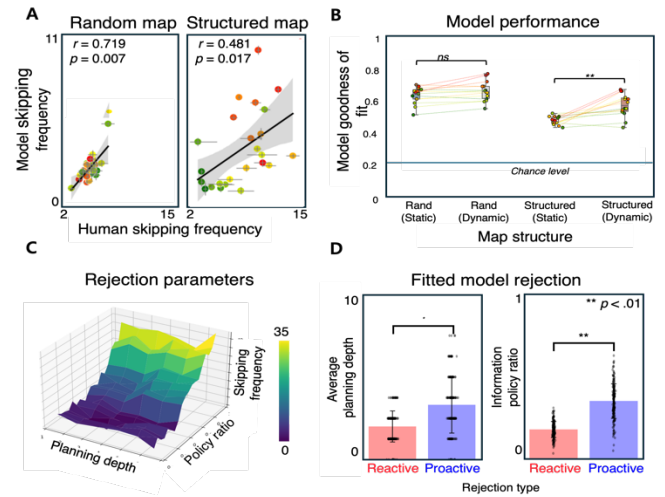 A
Random map
Structured map
11
r = 0.719
p = 0.007
r = 0.481
p = 0.017
Model skipping
frequency
0
2
15
2
15
Human skipping frequency
B
Model performance
1
0.8
0.6
0.4
0.2
0
Model goodness of
fit
ns
**
Chance level
Rand
(Static)
Rand
(Dynamic)
Structured
(Static)
Structured
(Dynamic)
Map structure
C
Rejection parameters
35
0
Skipping
frequency
Policy ratio
Planning depth
D
Fitted model rejection
10
0
Average
planning depth
Reactive
Proactive
1
0
Information
policy ratio
** p < .01
**
Reactive
Proactive
Rejection type